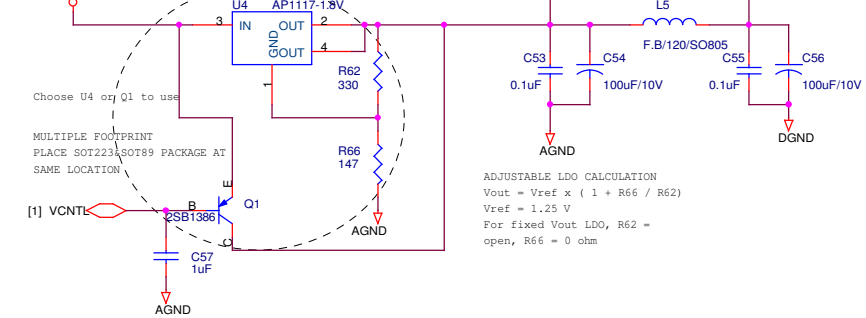 U4 AP1117-1.8V
3 IN OUT 2
GND
OUT 4
1
R62
330
R66
147
AGND
Choose U4 or Q1 to use
MULTIPLE FOOTPRINT
PLACE SOT223&SOT89 PACKAGE AT
SAME LOCATION
[1] VCNTL
B
E
C
Q1
2SB1386
C57
1uF
AGND
L5
F.B/120/SO805
C53
0.1uF
C54
100uF/10V
C55
0.1uF
C56
100uF/10V
AGND
DGND
ADJUSTABLE LDO CALCULATION
Vout = Vref x ( 1 + R66 / R62)
Vref = 1.25 V
For fixed Vout LDO, R62 =
open, R66 = 0 ohm